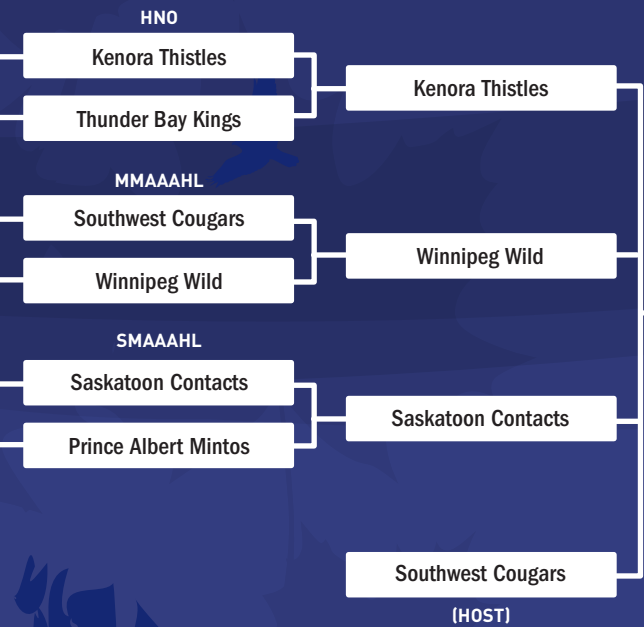 HNO
Kenora Thistles
Thunder Bay Kings
Kenora Thistles
MMAAAHL
Southwest Cougars
Winnipeg Wild
Winnipeg Wild
SMAAAHL
Saskatoon Contacts
Prince Albert Mintos
Saskatoon Contacts
Southwest Cougars
(HOST)